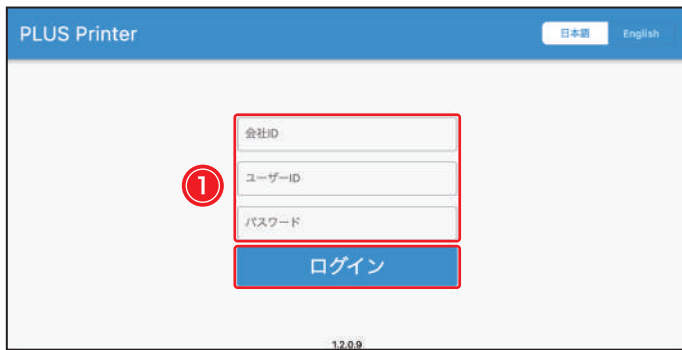 PLUS Printer
日本語 English
会社ID
① 
ユーザーID
パスワード
ログイン
1.2.0.9